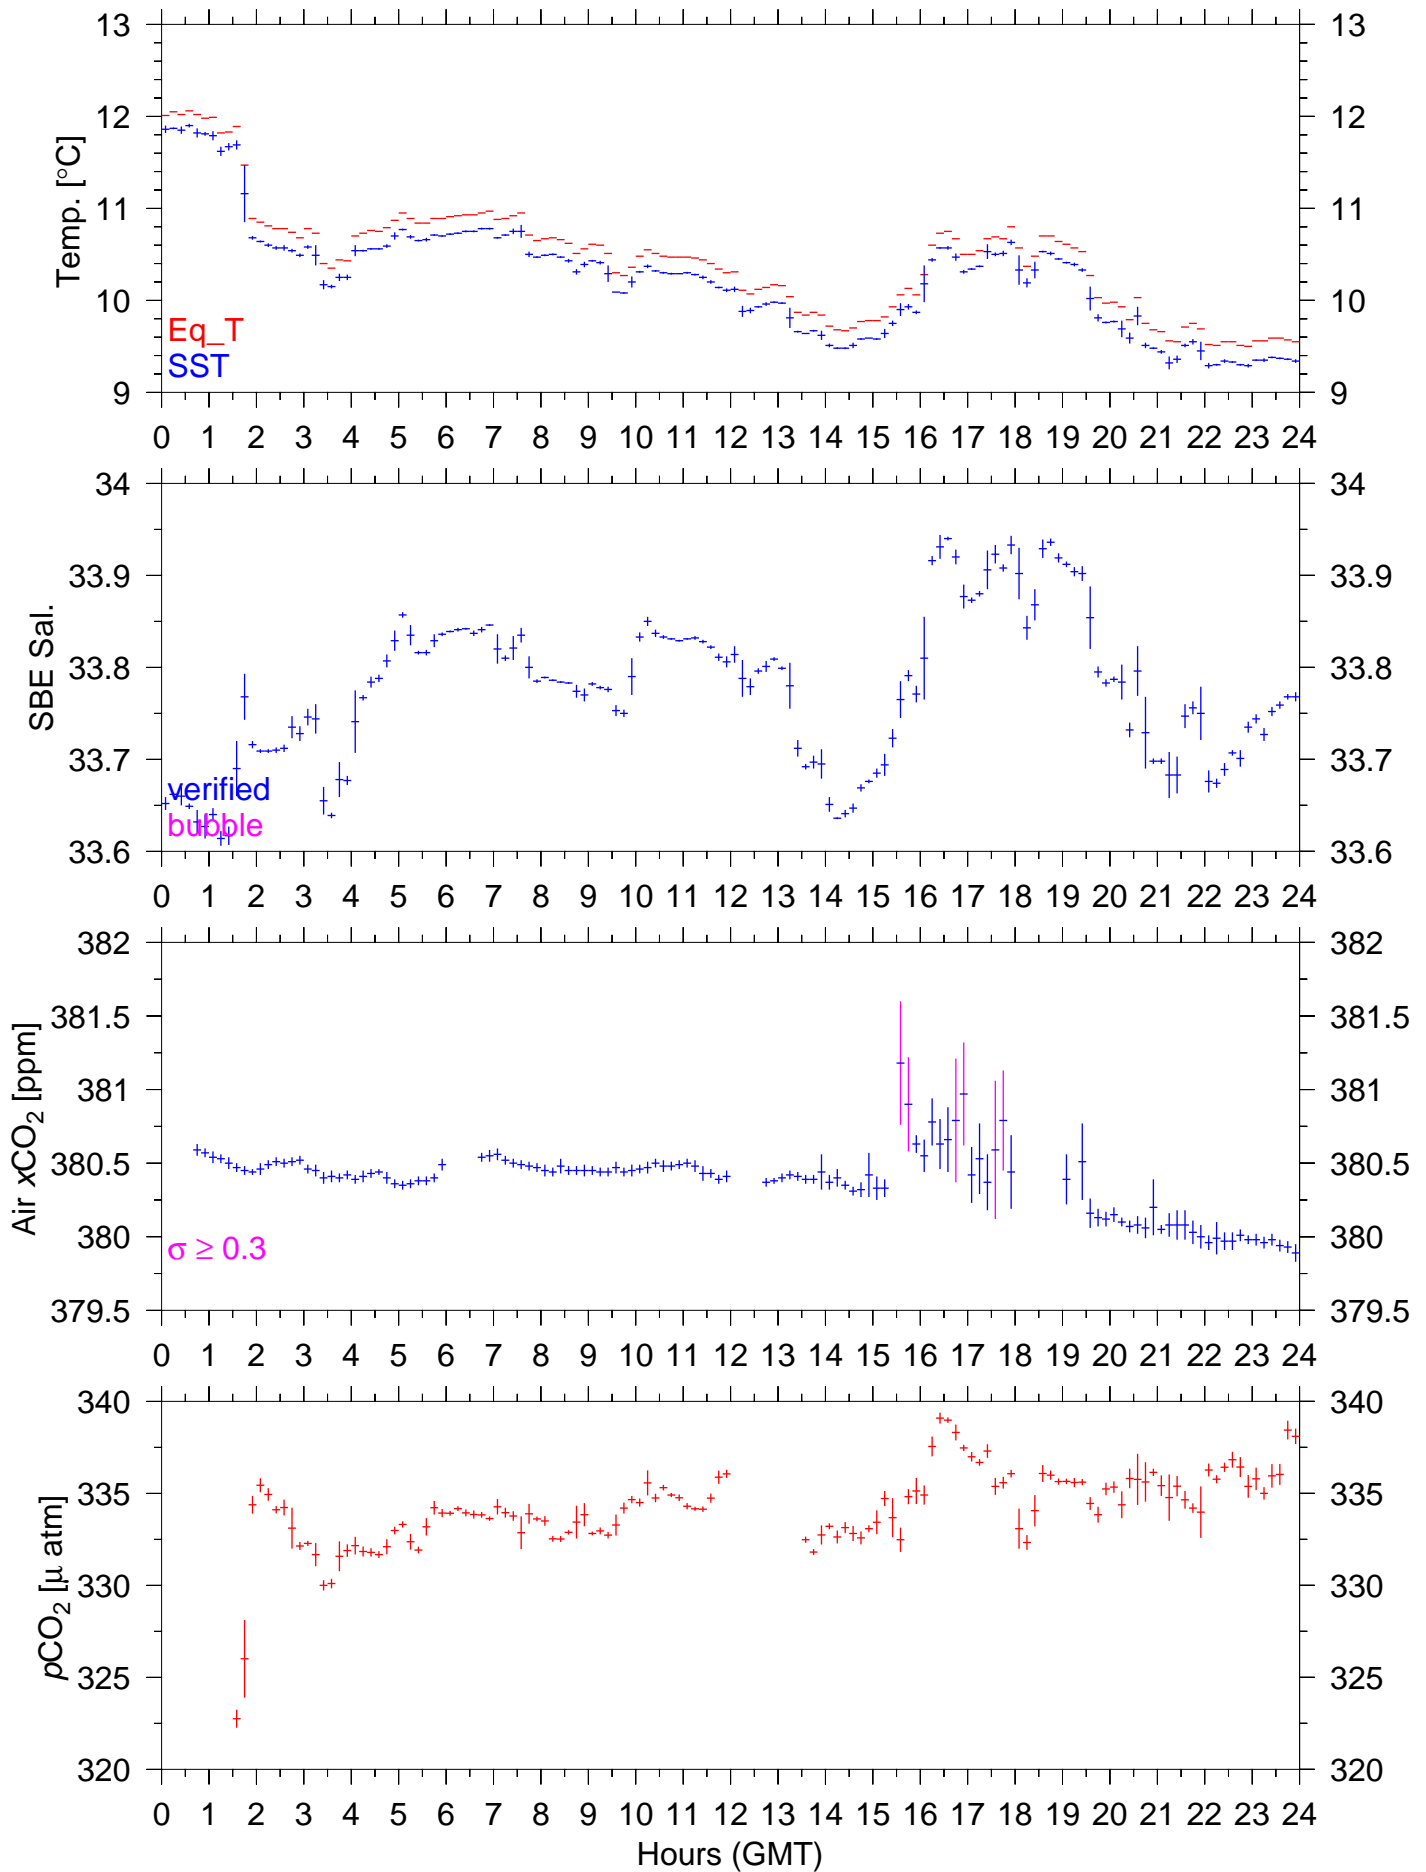 13 13
12 12
Temp. [°C]
11 11
10 10
Eq_T
SST
9 9
0 1 2 3 4 5 6 7 8 9 10 11 12 13 14 15 16 17 18 19 20 21 22 23 24
34 34
33.9 33.9
SBE Sal.
33.8 33.8
33.7 33.7
verified
bubble
33.6 33.6
0 1 2 3 4 5 6 7 8 9 10 11 12 13 14 15 16 17 18 19 20 21 22 23 24
382 382
381.5 381.5
Air xCO2 [ppm]
381 381
380.5 380.5
380 380
σ ≥ 0.3
379.5 379.5
0 1 2 3 4 5 6 7 8 9 10 11 12 13 14 15 16 17 18 19 20 21 22 23 24
340 340
335 335
pCO2 [µ atm]
330 330
325 325
320 320
0 1 2 3 4 5 6 7 8 9 10 11 12 13 14 15 16 17 18 19 20 21 22 23 24
Hours (GMT)